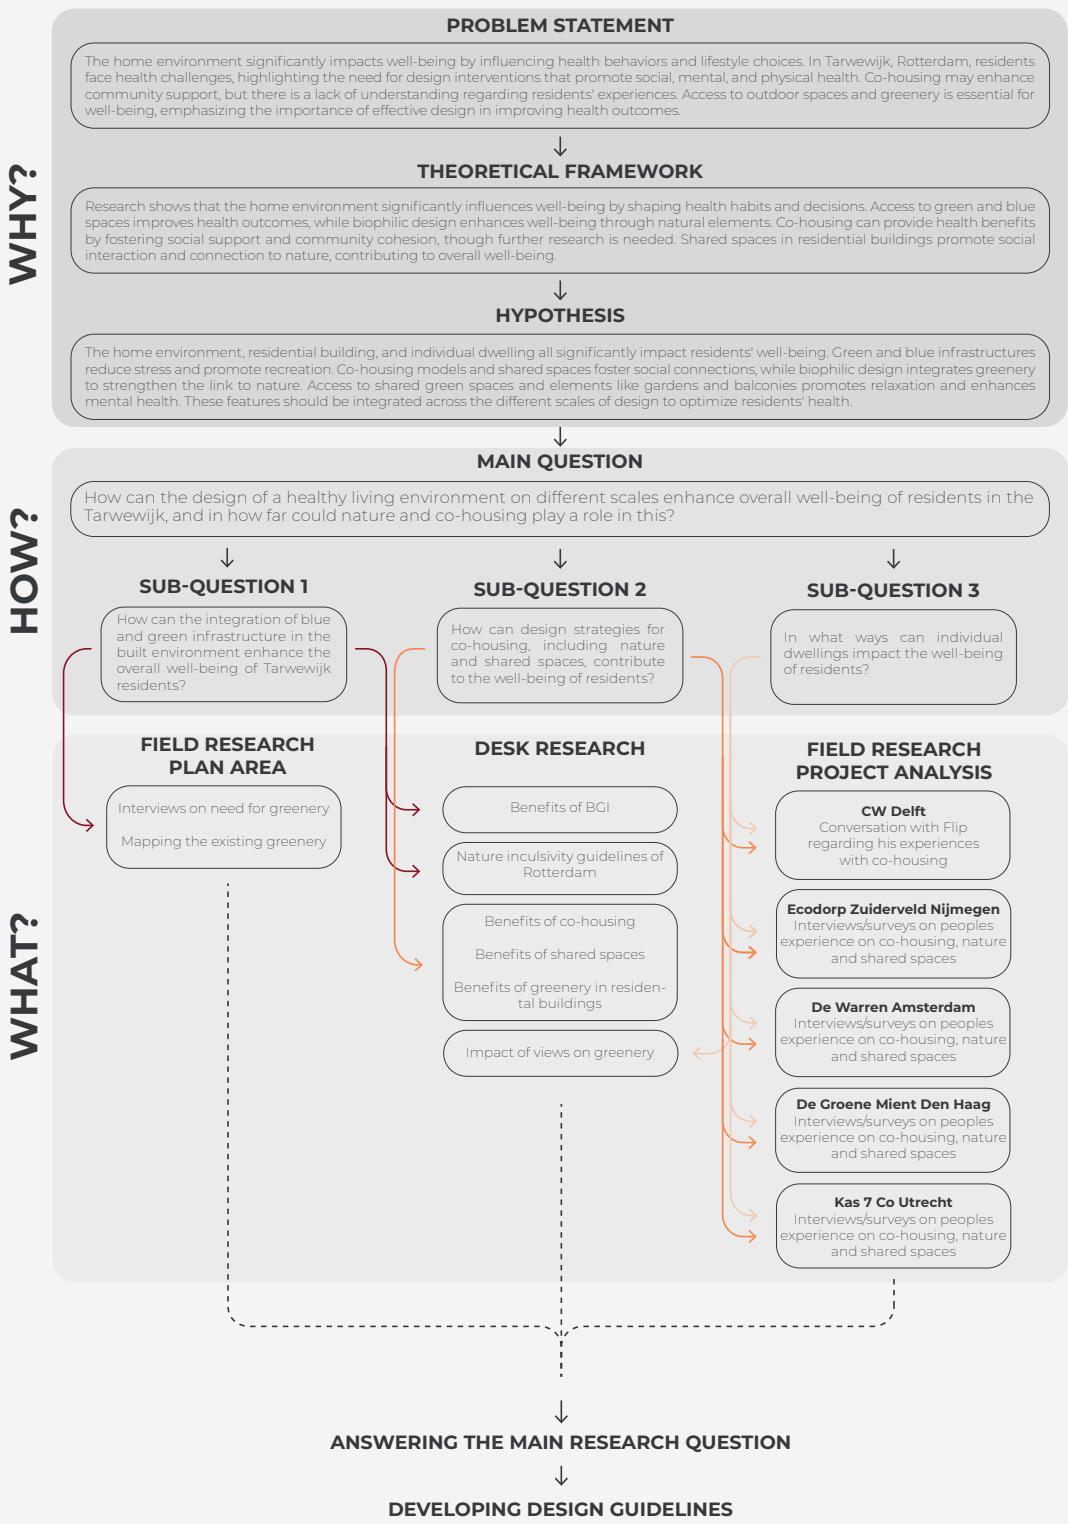 WHY?
PROBLEM STATEMENT
The home environment significantly impacts well-being by influencing health behaviors and lifestyle choices. In Tarwewijk, Rotterdam, residents
face health challenges, highlighting the need for design interventions that promote social, mental, and physical health. Co-housing may enhance
community support, but there is a lack of understanding regarding residents' experiences. Access to outdoor spaces and greenery is essential for
well-being, emphasizing the importance of effective design in improving health outcomes.
THEORETICAL FRAMEWORK
Research shows that the home environment significantly influences well-being by shaping health habits and decisions. Access to green and blue
spaces improves health outcomes, while biophilic design enhances well-being through natural elements. Co-housing can provide health benefits
by fostering social support and community cohesion, though further research is needed. Shared spaces in residential buildings promote social
interaction and connection to nature, contributing to overall well-being.
HYPOTHESIS
The home environment, residential building, and individual dwelling all significantly impact residents' well-being. Green and blue infrastructures
reduce stress and promote recreation. Co-housing models and shared spaces foster social connections, while biophilic design integrates greenery
to strengthen the link to nature. Access to shared green spaces and elements like gardens and balconies promotes relaxation and enhances
mental health. These features should be integrated across the different scales of design to optimize residents' health.
HOW?
MAIN QUESTION
How can the design of a healthy living environment on different scales enhance overall well-being of residents in the
Tarwewijk, and in how far could nature and co-housing play a role in this?
SUB-QUESTION 1
How can the integration of blue
and green infrastructure in the
built environment enhance the
overall well-being of Tarwewijk
residents?
SUB-QUESTION 2
How can design strategies for
co-housing, including nature
and shared spaces, contribute
to the well-being of residents?
SUB-QUESTION 3
In what ways can individual
dwellings impact the well-being
of residents?
WHAT?
FIELD RESEARCH
PLAN AREA
Interviews on need for greenery
Mapping the existing greenery
DESK RESEARCH
Benefits of BGI
Nature inculsivity guidelines of
Rotterdam
Benefits of co-housing
Benefits of shared spaces
Benefits of greenery in residen-
tal buildings
Impact of views on greenery
FIELD RESEARCH
PROJECT ANALYSIS
CW Delft
Conversation with Flip
regarding his experiences
with co-housing
Ecodorp Zuiderveld Nijmegen
Interviews/surveys on peoples
experience on co-housing, nature
and shared spaces
De Warren Amsterdam
Interviews/surveys on peoples
experience on co-housing, nature
and shared spaces
De Groene Mient Den Haag
Interviews/surveys on peoples
experience on co-housing, nature
and shared spaces
Kas 7 Co Utrecht
Interviews/surveys on peoples
experience on co-housing, nature
and shared spaces
ANSWERING THE MAIN RESEARCH QUESTION
DEVELOPING DESIGN GUIDELINES